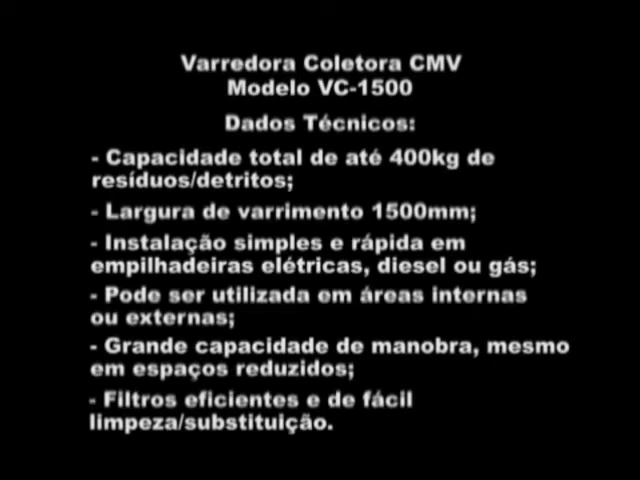 Varredora Coletora CMV
Modelo VC-1500
Dados Técnicos:
- Capacidade total de até 400kg de
resíduos/detritos;
- Largura de varrimento 1500mm;
- Instalação simples e rápida em
empilhadeiras elétricas, diesel ou gás;
- Pode ser utilizada em áreas internas
ou externas;
- Grande capacidade de manobra, mesmo
em espaços reduzidos;
- Filtros eficientes e de fácil
limpeza/substituição.